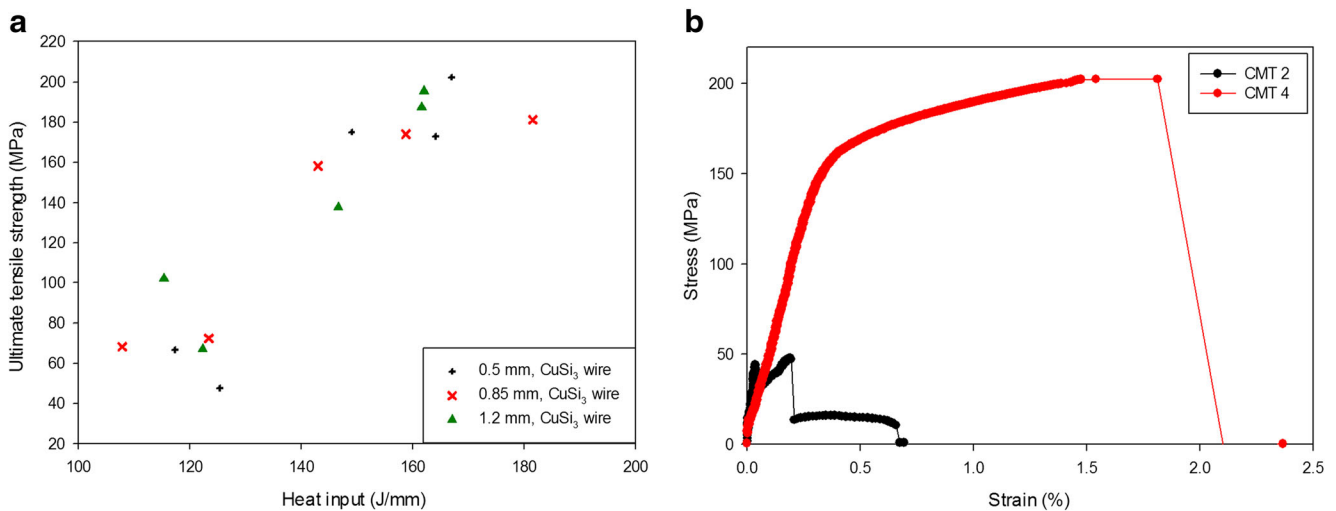 a
220
200
180
160
140
120
100
80
60
40
20
Ultimate tensile strength (MPa)
100 120 140 160 180 200
Heat input (J/mm)
0.5 mm, CuSi₃ wire
0.85 mm, CuSi₃ wire
1.2 mm, CuSi₃ wire
b
200
150
100
50
0
Stress (MPa)
0.0 0.5 1.0 1.5 2.0 2.5
Strain (%)
CMT 2
CMT 4